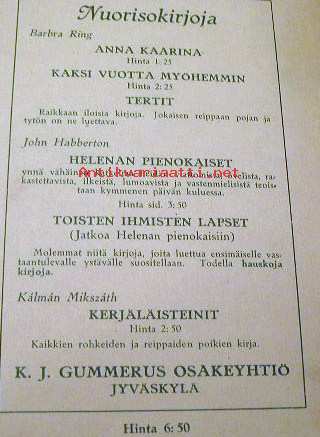 Nuorisokirjoja
Barbra Ring
ANNA KAARINA
Hinta 1:25
KAKSI VUOTTA MYÖHEMMIN
Hinta 2:25
TERTIT
Raikkaan iloisia kirjoja. Jokaisen reippaan pojan ja
tytön on ne luettava.
John Habberton
HELENAN PIENOKAISET
ynnä vähäinen
kastettavista, ilkeistä, lumoavista ja vastenmielisistä teois-
taan kymmenen päivän kuluessa.
Hinta sid. 3:50
TOISTEN IHMISTEN LAPSET
(Jatkoa Helenan pienokaisiin)
Molemmat niitä kirjoja, joita luettua ensimäiselle vas-
taantulevalle ystävälle suositellaan. Todella hauskoja
kirjoja.
Kálmán Mikszáth
KERJÄLÄISTEINIT
Hinta 2:50
Kaikkien rohkeiden ja reippaiden poikien kirja.
K. J. GUMMERUS OSAKEYHTIÖ
JYVÄSKYLÄ
Hinta 6:50